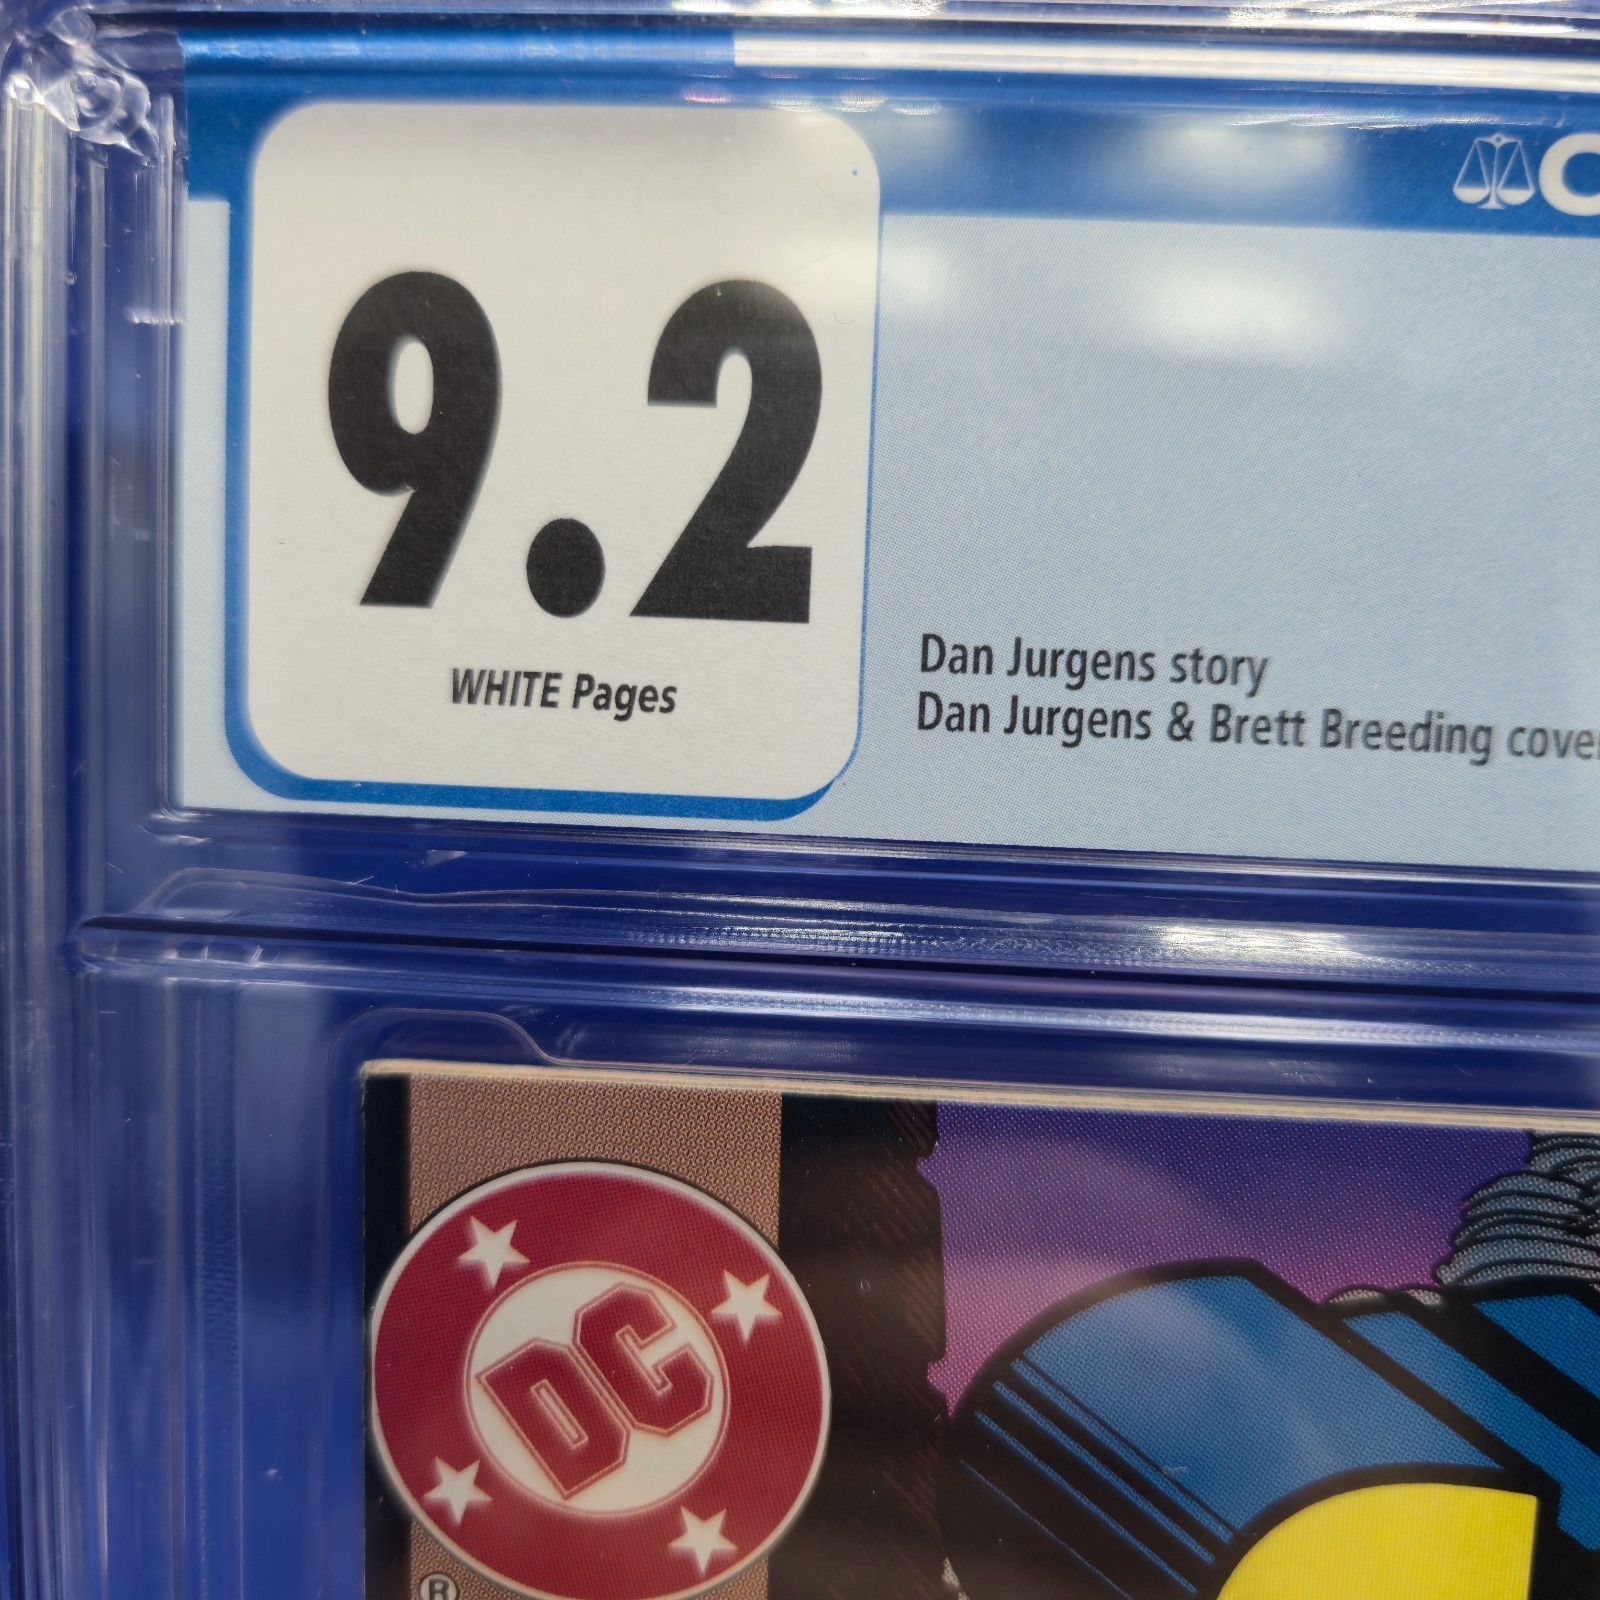 C
9.2
WHITE Pages
Dan Jurgens story
Dan Jurgens & Brett Breeding cove
DC
®